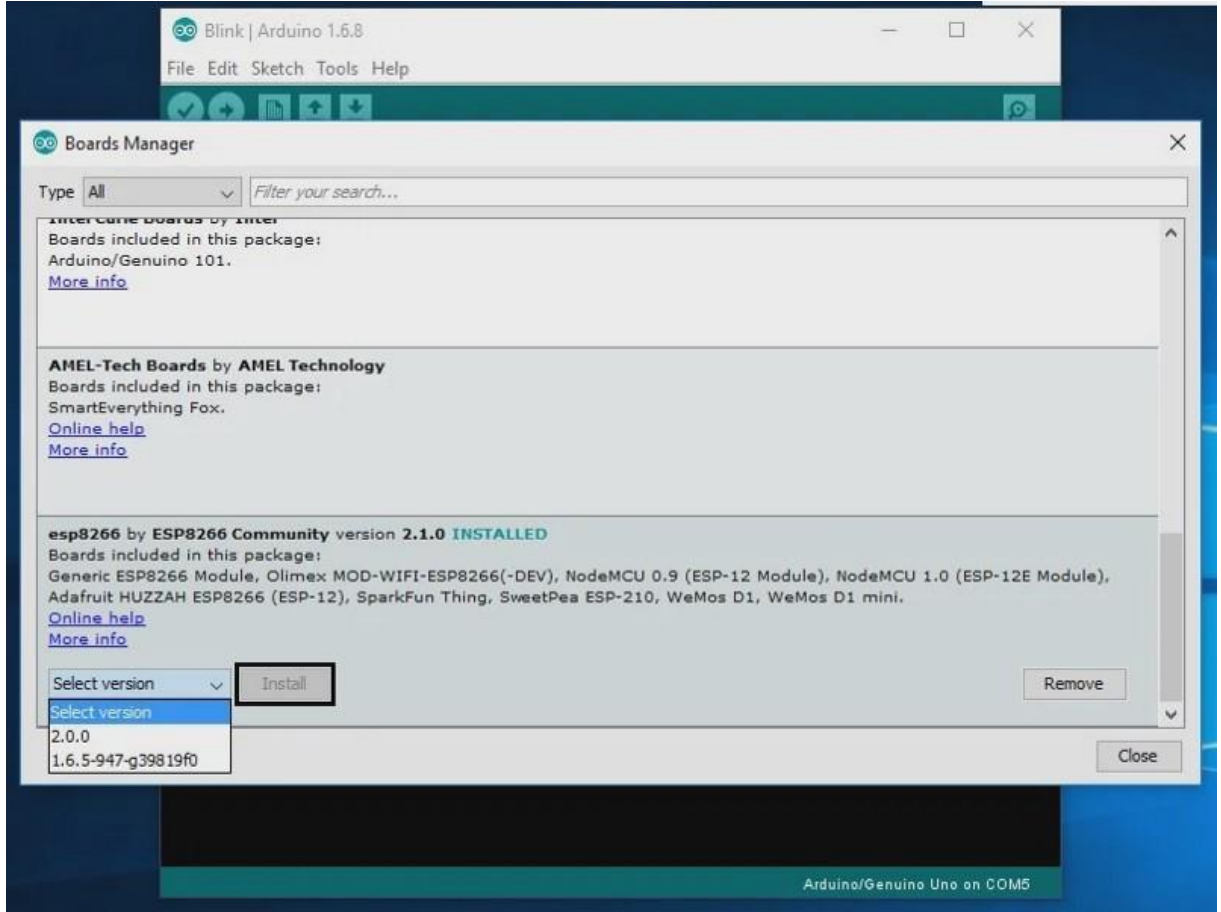 Blink | Arduino 1.6.8
File Edit Sketch Tools Help
Boards Manager
Type All Filter your search...
Intel Curie Boards by Intel
Boards included in this package:
Arduino/Genuino 101.
More info
AMEL-Tech Boards by AMEL Technology
Boards included in this package:
SmartEverything Fox.
Online help
More info
esp8266 by ESP8266 Community version 2.1.0 INSTALLED
Boards included in this package:
Generic ESP8266 Module, Olimex MOD-WIFI-ESP8266(-DEV), NodeMCU 0.9 (ESP-12 Module), NodeMCU 1.0 (ESP-12E Module),
Adafruit HUZZAH ESP8266 (ESP-12), SparkFun Thing, SweetPea ESP-210, WeMos D1, WeMos D1 mini.
Online help
More info
Select version Install Remove
Select version
2.0.0
1.6.5-947-g39819f0
Close
Arduino/Genuino Uno on COM5